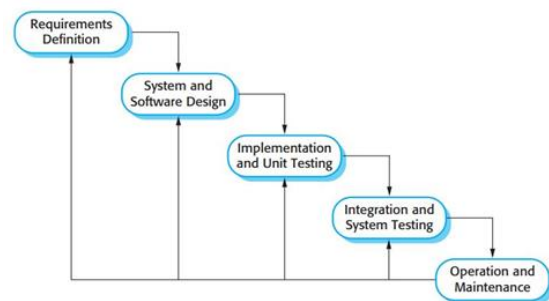 Requirements
Definition
System and
Software Design
Implementation
and Unit Testing
Integration and
System Testing
Operation and
Maintenance